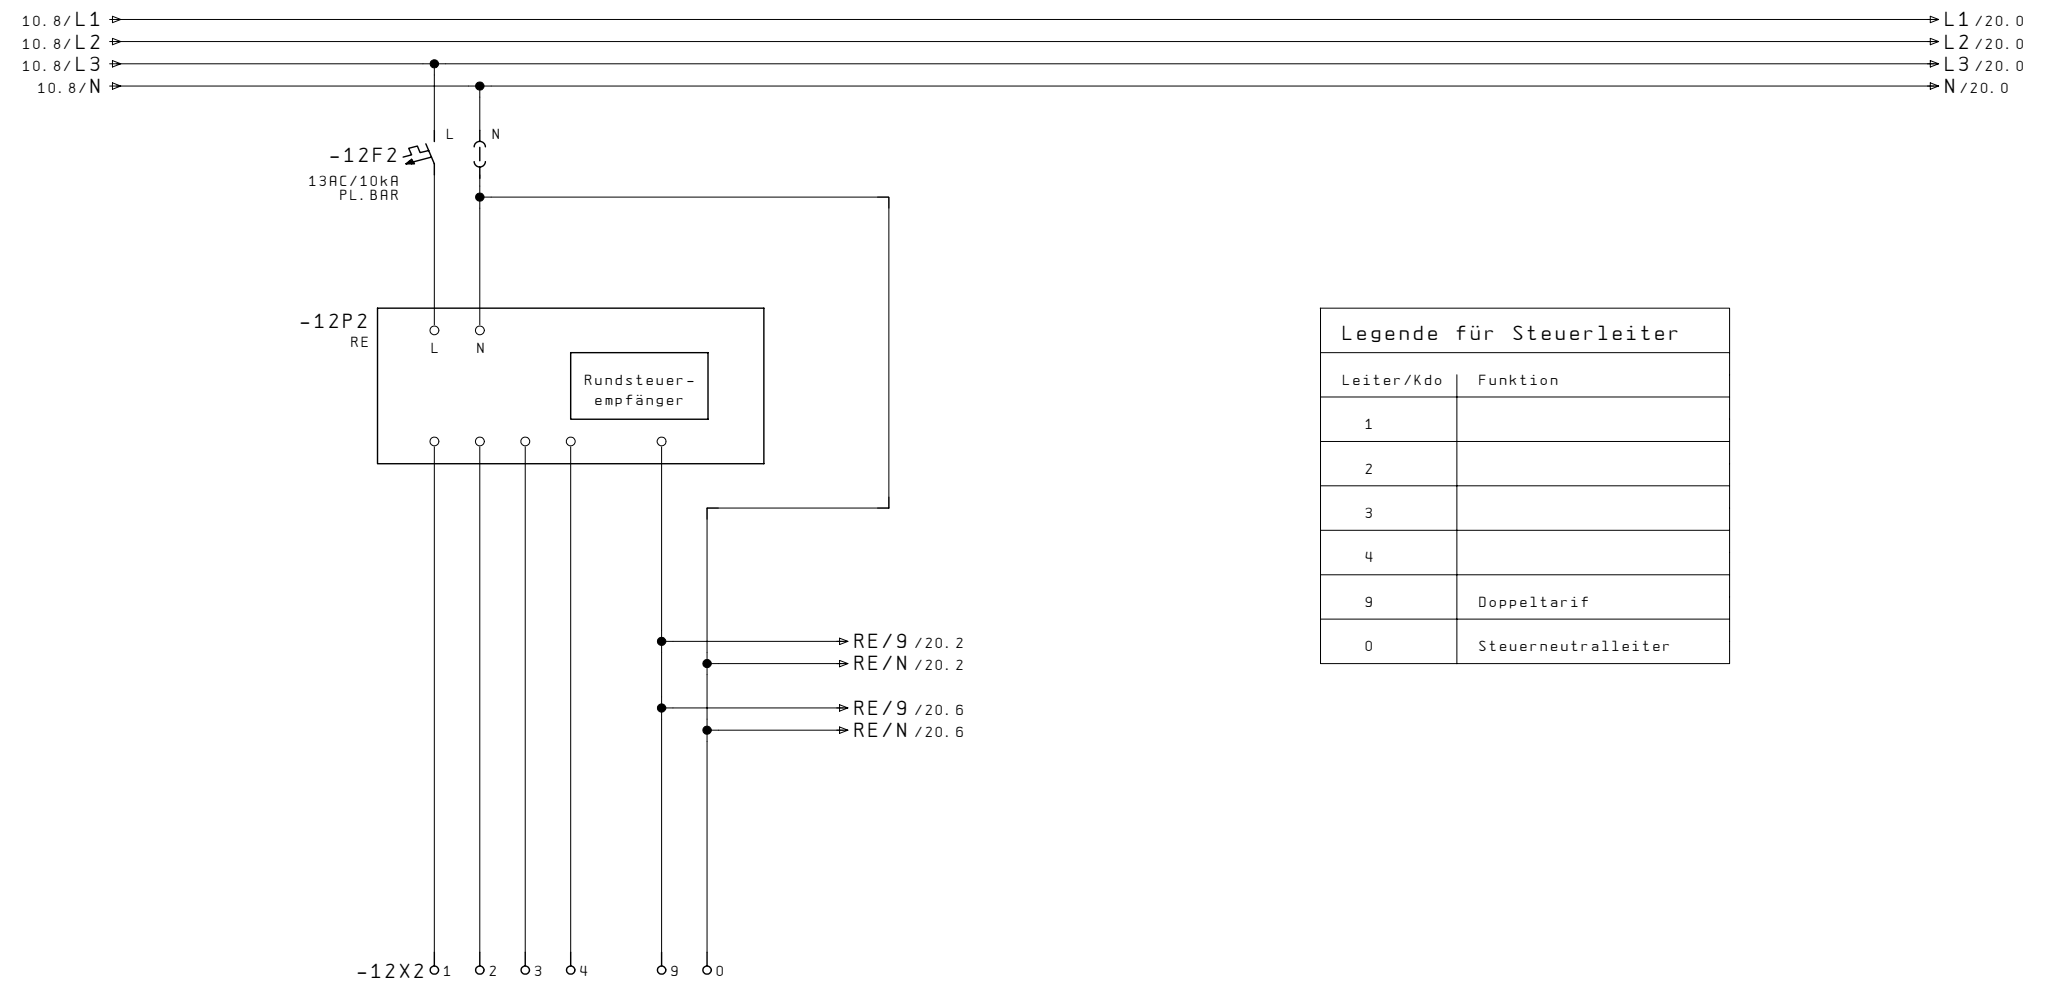 10.8/L1
L1/20.0
10.8/L2
L2/20.0
10.8/L3
L3/20.0
10.8/N
N/20.0
L
N
-12F2
13AC/10kA
PL.BAR
-12P2
RE
L
N
Rundsteuer-
empfänger
RE/9/20.2
RE/N/20.2
RE/9/20.6
RE/N/20.6
-12X2
1
2
3
4
9
0
Legende für Steuerleiter
Leiter/Kdo Funktion
1
2
3
4
9 Doppeltarif
0 Steuerneutralleiter